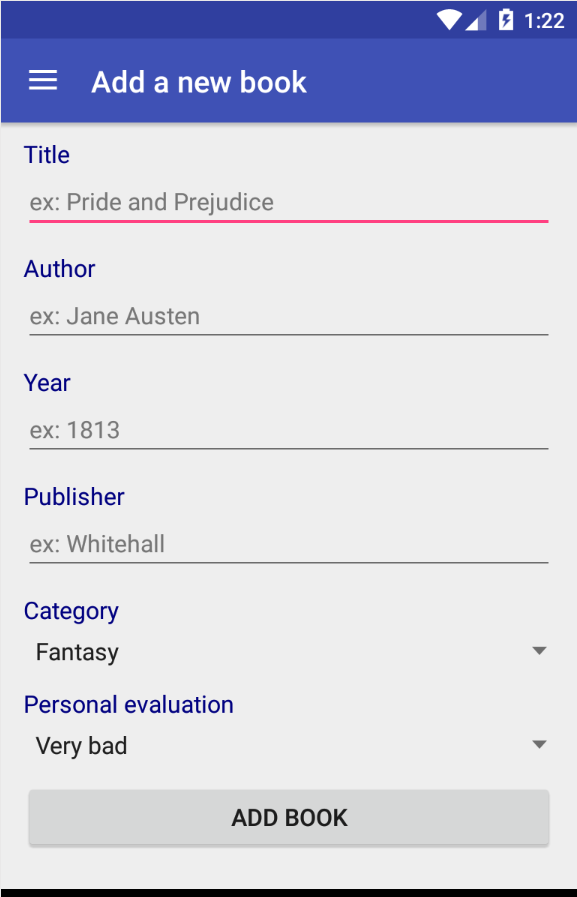 1:22
Add a new book
Title
ex: Pride and Prejudice
Author
ex: Jane Austen
Year
ex: 1813
Publisher
ex: Whitehall
Category
Fantasy
Personal evaluation
Very bad
ADD BOOK